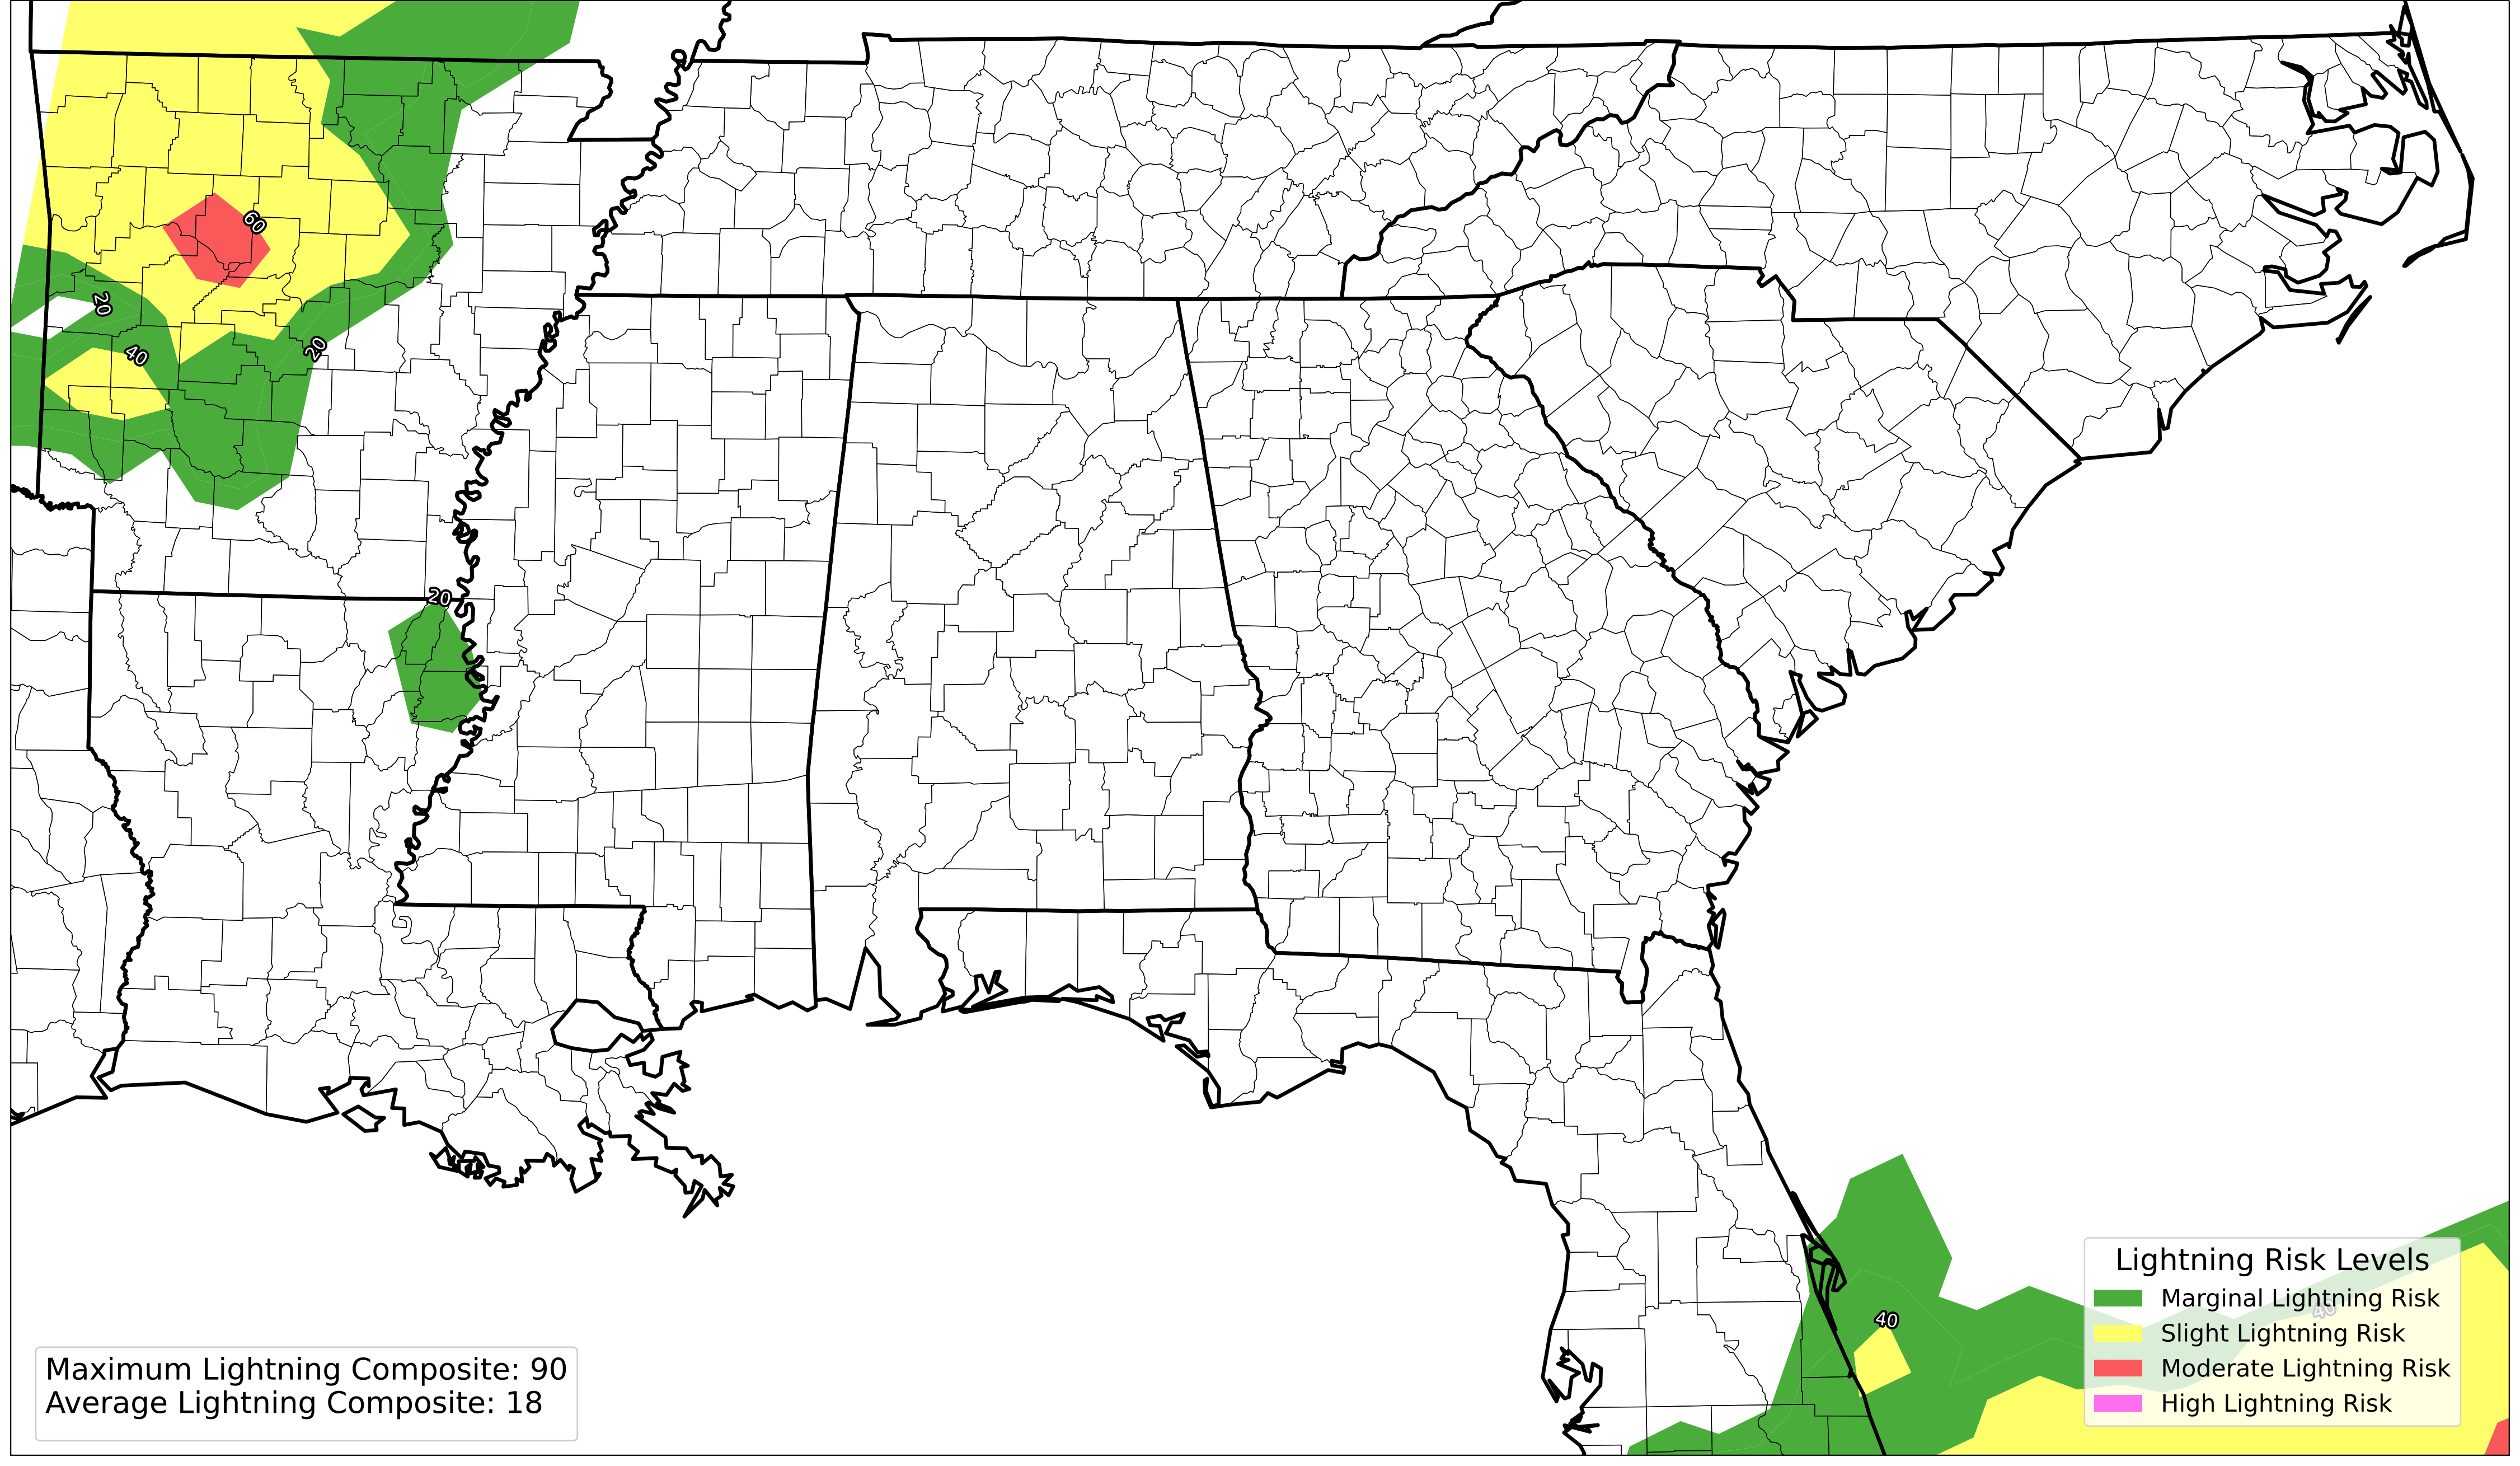 60
20
40
20
20
40
40
Lightning Risk Levels
Marginal Lightning Risk
Slight Lightning Risk
Moderate Lightning Risk
High Lightning Risk
Maximum Lightning Composite: 90
Average Lightning Composite: 18